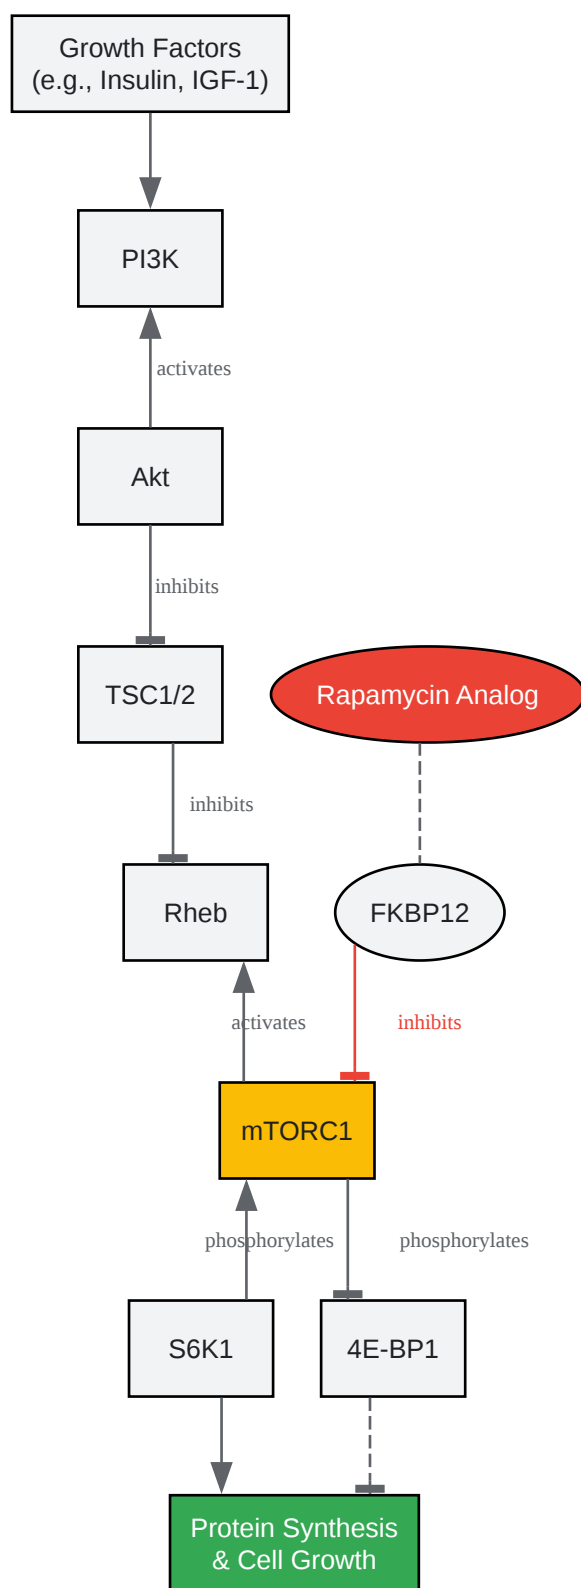 Growth Factors
(e.g., Insulin, IGF-1)
PI3K
activates
Akt
inhibits
TSC1/2
Rapamycin Analog
inhibits
Rheb
FKBP12
activates
inhibits
mTORC1
phosphorylates
phosphorylates
S6K1
4E-BP1
Protein Synthesis
& Cell Growth